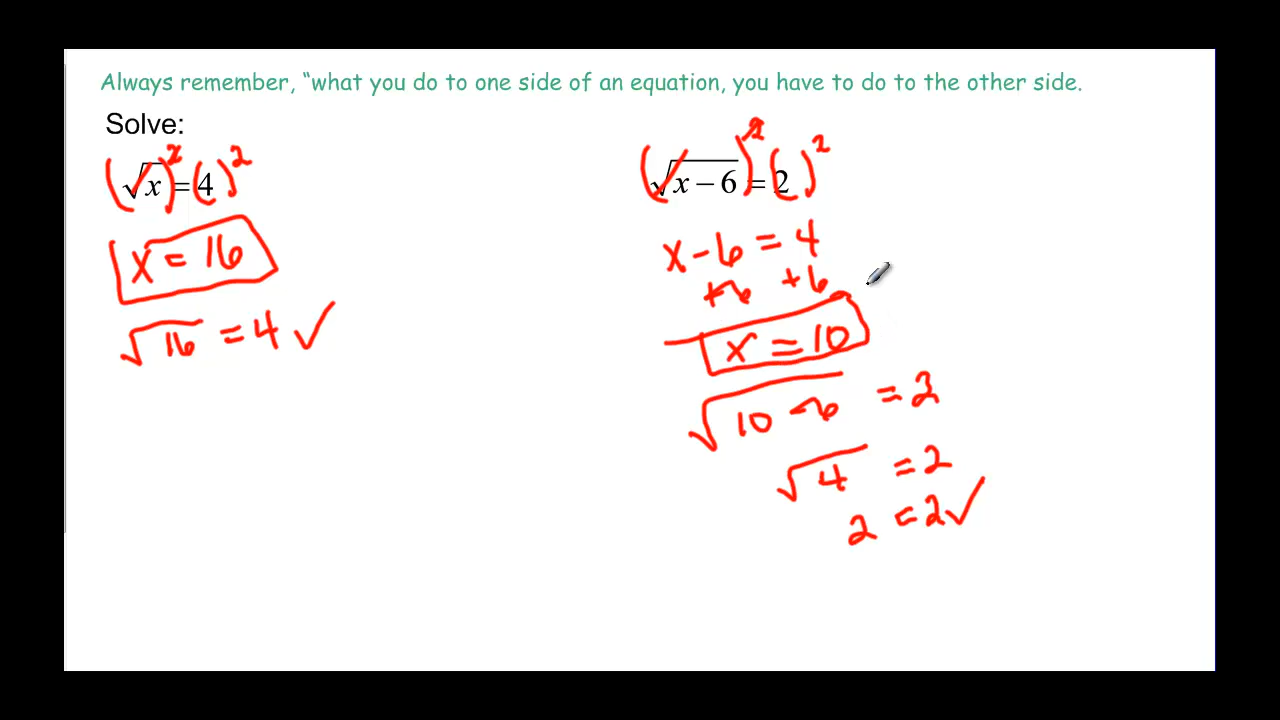 Always remember, “what you do to one side of an equation, you have to do to the other side.
Solve:
(√x)² = (4)²
x = 16
√16 = 4 ✓
(√(x − 6))² = (2)²
x - 6 = 4
+6 +6
x = 10
√(10 - 6) = 2
√4 = 2
2 = 2 ✓